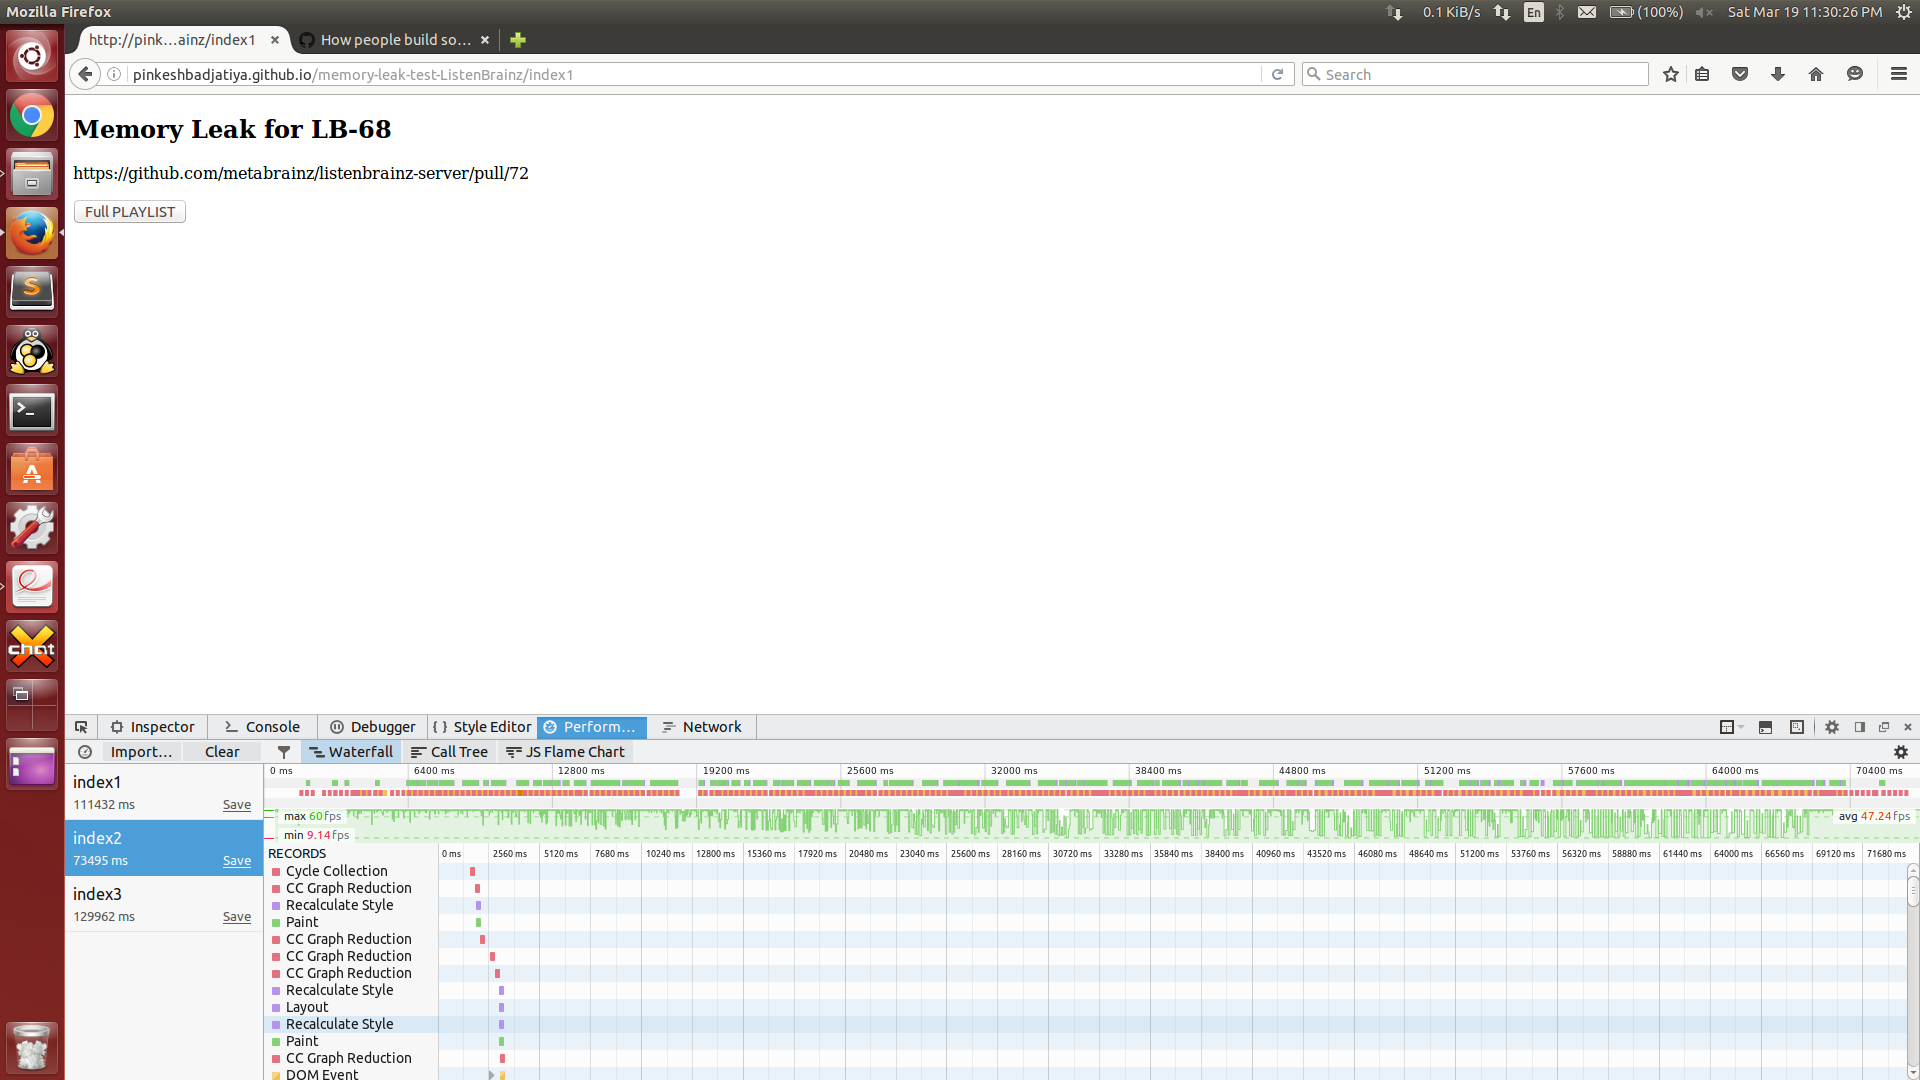 Mozilla Firefox
0.1 KiB/s
En
(100%)
Sat Mar 19 11:30:26 PM
http://pink...ainz/index1
How people build so...
pinkeshbadjatiya.github.io/memory-leak-test-ListenBrainz/index1
Search
Memory Leak for LB-68
https://github.com/metabrainz/listenbrainz-server/pull/72
Full PLAYLIST
chat
Inspector
Console
Debugger
Style Editor
Perform...
Network
Import...
Clear
Waterfall
Call Tree
JS Flame Chart
index1
111432 ms
Save
index2
73495 ms
Save
index3
129962 ms
Save
0 ms 6400 ms 12800 ms 19200 ms 25600 ms 32000 ms 38400 ms 44800 ms 51200 ms 57600 ms 64000 ms 70400 ms
max 60 fps
min 9.14 fps
avg 47.24 fps
RECORDS
0 ms 2560 ms 5120 ms 7680 ms 10240 ms 12800 ms 15360 ms 17920 ms 20480 ms 23040 ms 25600 ms 28160 ms 30720 ms 33280 ms 35840 ms 38400 ms 40960 ms 43520 ms 46080 ms 48640 ms 51200 ms 53760 ms 56320 ms 58880 ms 61440 ms 64000 ms 66560 ms 69120 ms 71680 ms
Cycle Collection
CC Graph Reduction
Recalculate Style
Paint
CC Graph Reduction
CC Graph Reduction
CC Graph Reduction
Recalculate Style
Layout
Recalculate Style
Paint
CC Graph Reduction
DOM Event